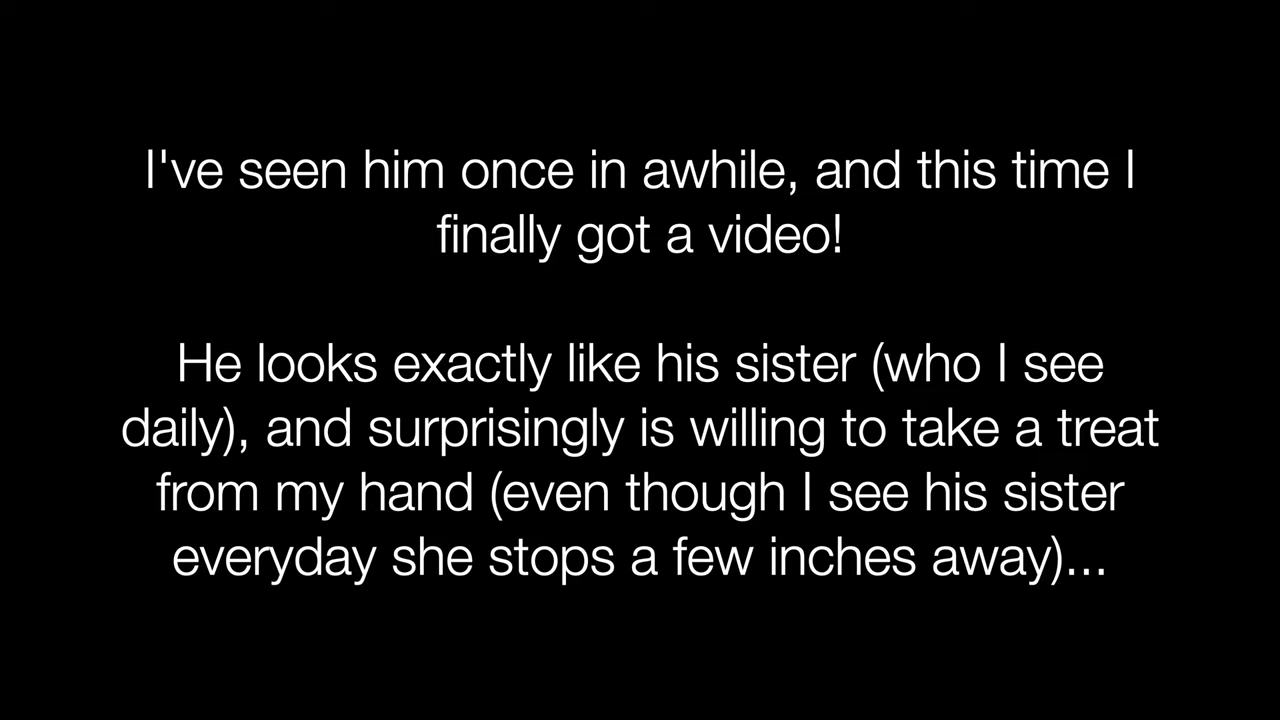 I've seen him once in awhile, and this time I
finally got a video!
He looks exactly like his sister (who I see
daily), and surprisingly is willing to take a treat
from my hand (even though I see his sister
everyday she stops a few inches away)...